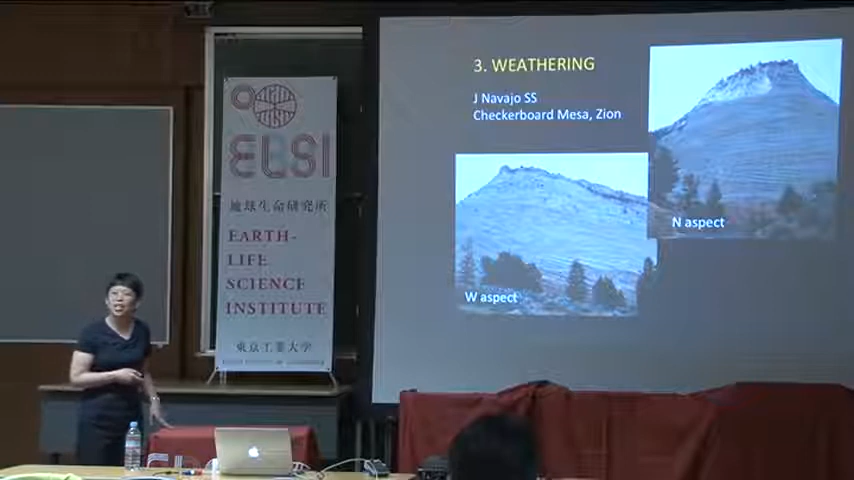 ELSI
地球生命研究所
EARTH-
LIFE
SCIENCE
INSTITUTE
東京工業大学
3. WEATHERING
J Navajo SS
Checkerboard Mesa, Zion
N aspect
W aspect